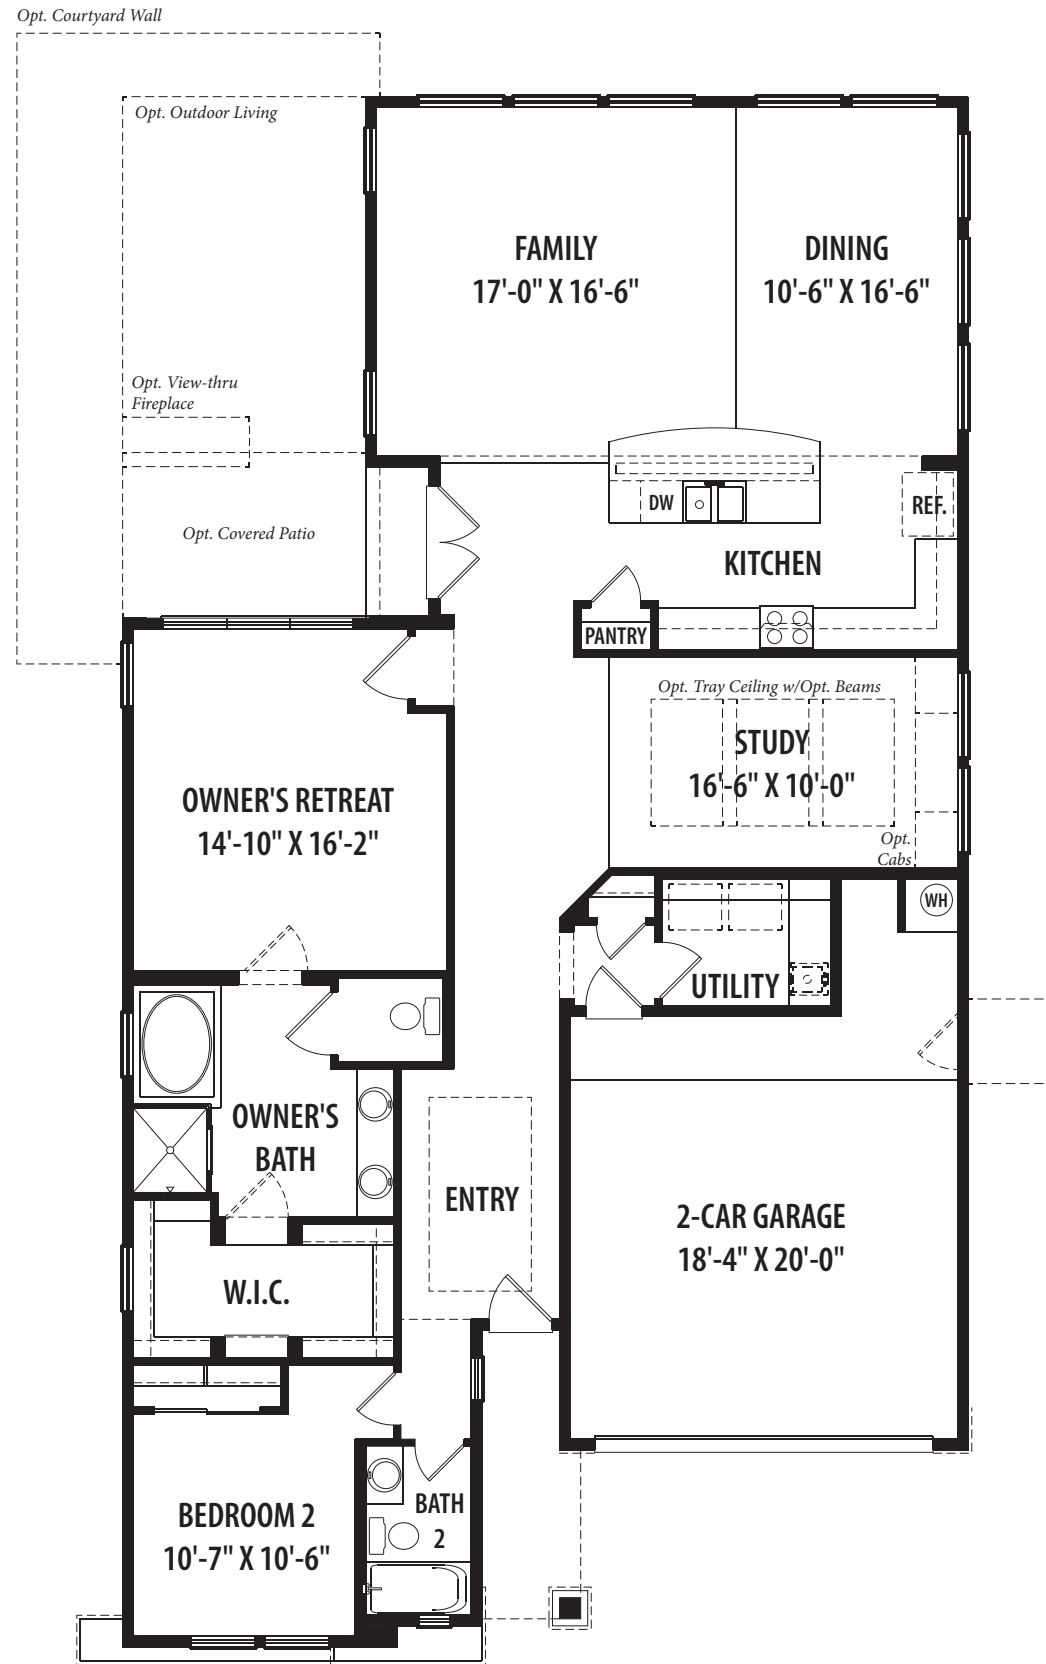 Opt. Courtyard Wall
Opt. Outdoor Living
FAMILY
17'-0" X 16'-6"
DINING
10'-6" X 16'-6"
Opt. View-thru
Fireplace
DW
REF.
Opt. Covered Patio
KITCHEN
PANTRY
Opt. Tray Ceiling w/Opt. Beams
STUDY
16'-6" X 10'-0"
OWNER'S RETREAT
14'-10" X 16'-2"
Opt.
Cabs
WH
UTILITY
OWNER'S
BATH
ENTRY
2-CAR GARAGE
18'-4" X 20'-0"
W.I.C.
BEDROOM 2
10'-7" X 10'-6"
BATH
2